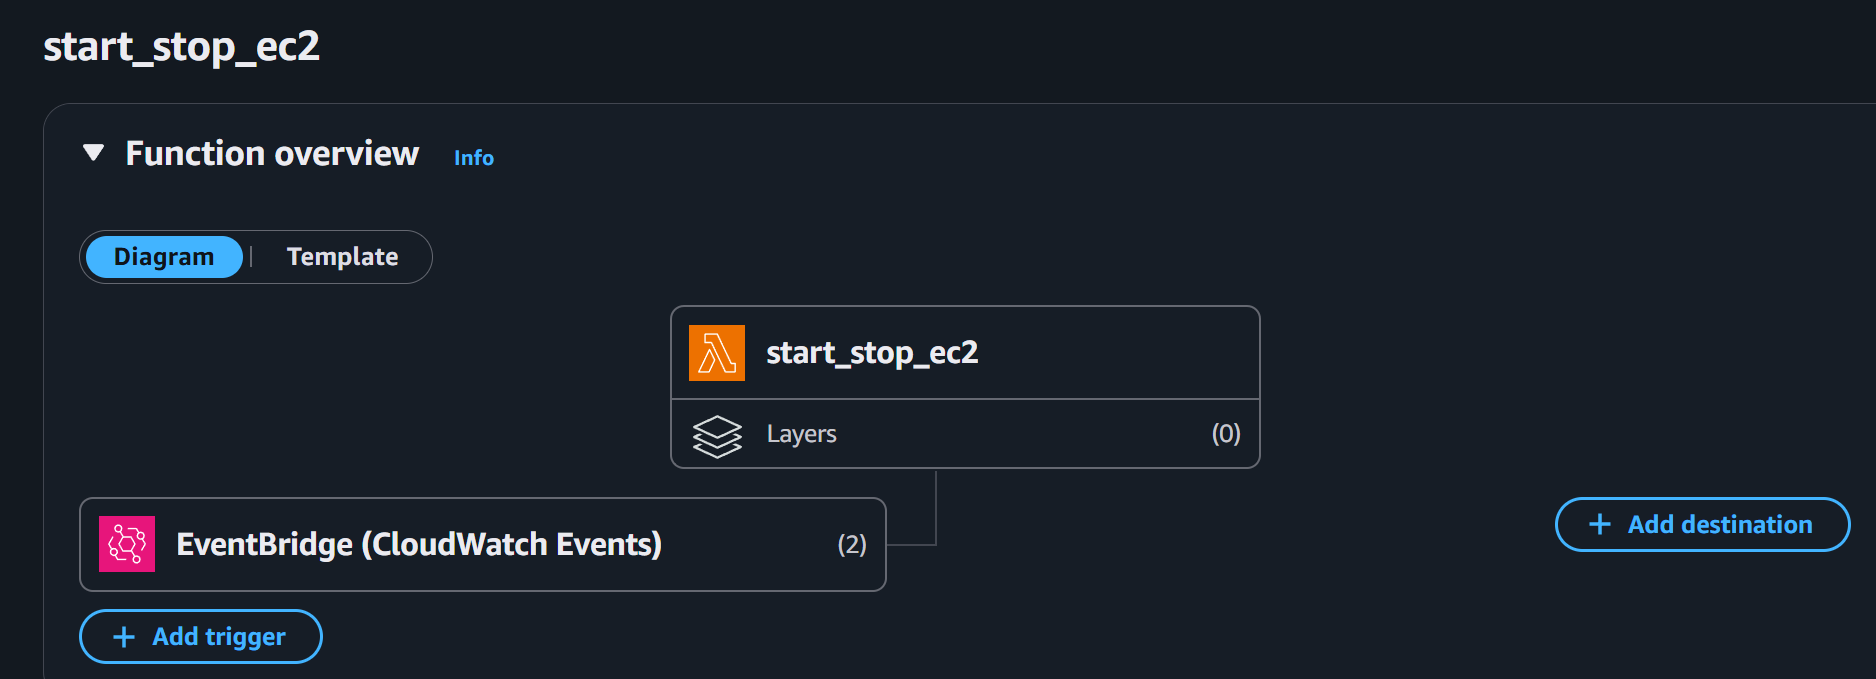 start_stop_ec2
Function overview Info
Diagram | Template
start_stop_ec2
Layers (0)
EventBridge (CloudWatch Events) (2)
+ Add destination
+ Add trigger